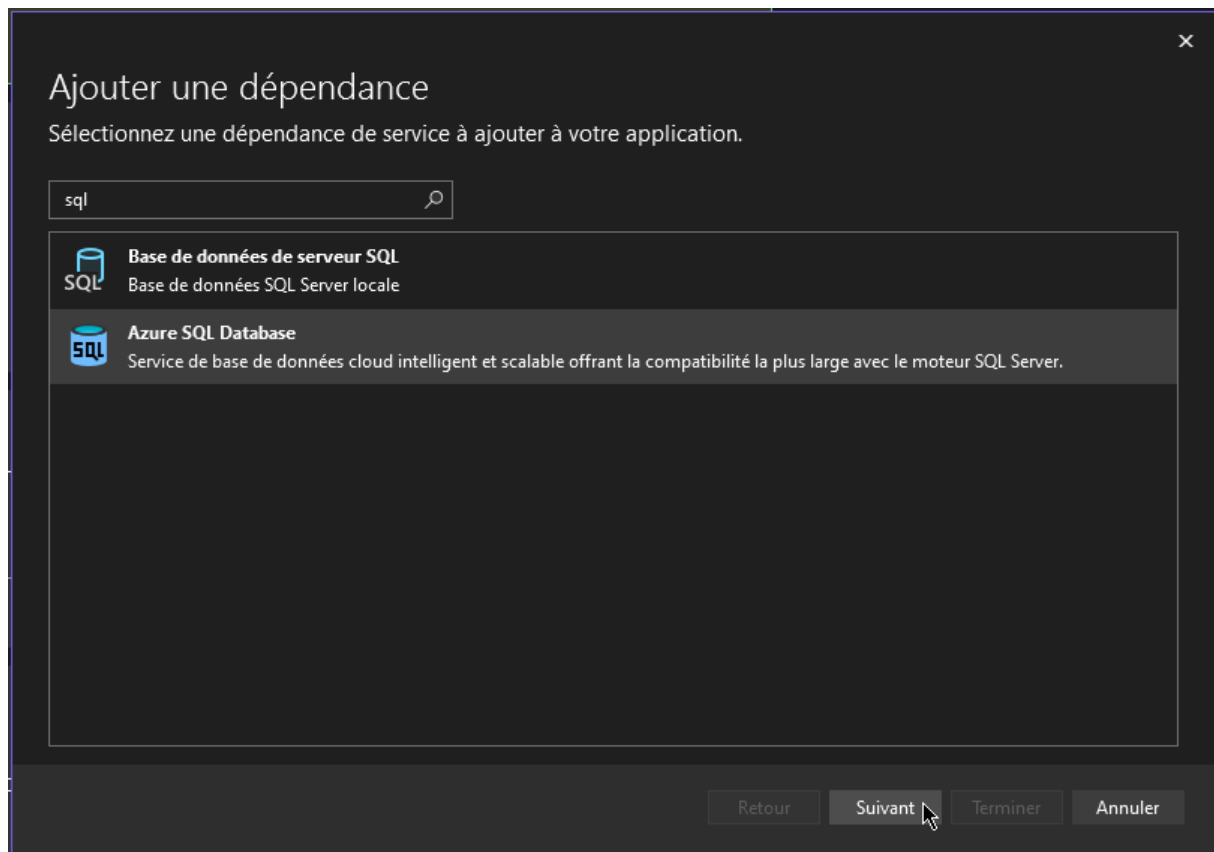 Ajouter une dépendance
Sélectionnez une dépendance de service à ajouter à votre application.
sql
SQL
Base de données de serveur SQL
Base de données SQL Server locale
SQL
Azure SQL Database
Service de base de données cloud intelligent et scalable offrant la compatibilité la plus large avec le moteur SQL Server.
Retour Suivant Terminer Annuler